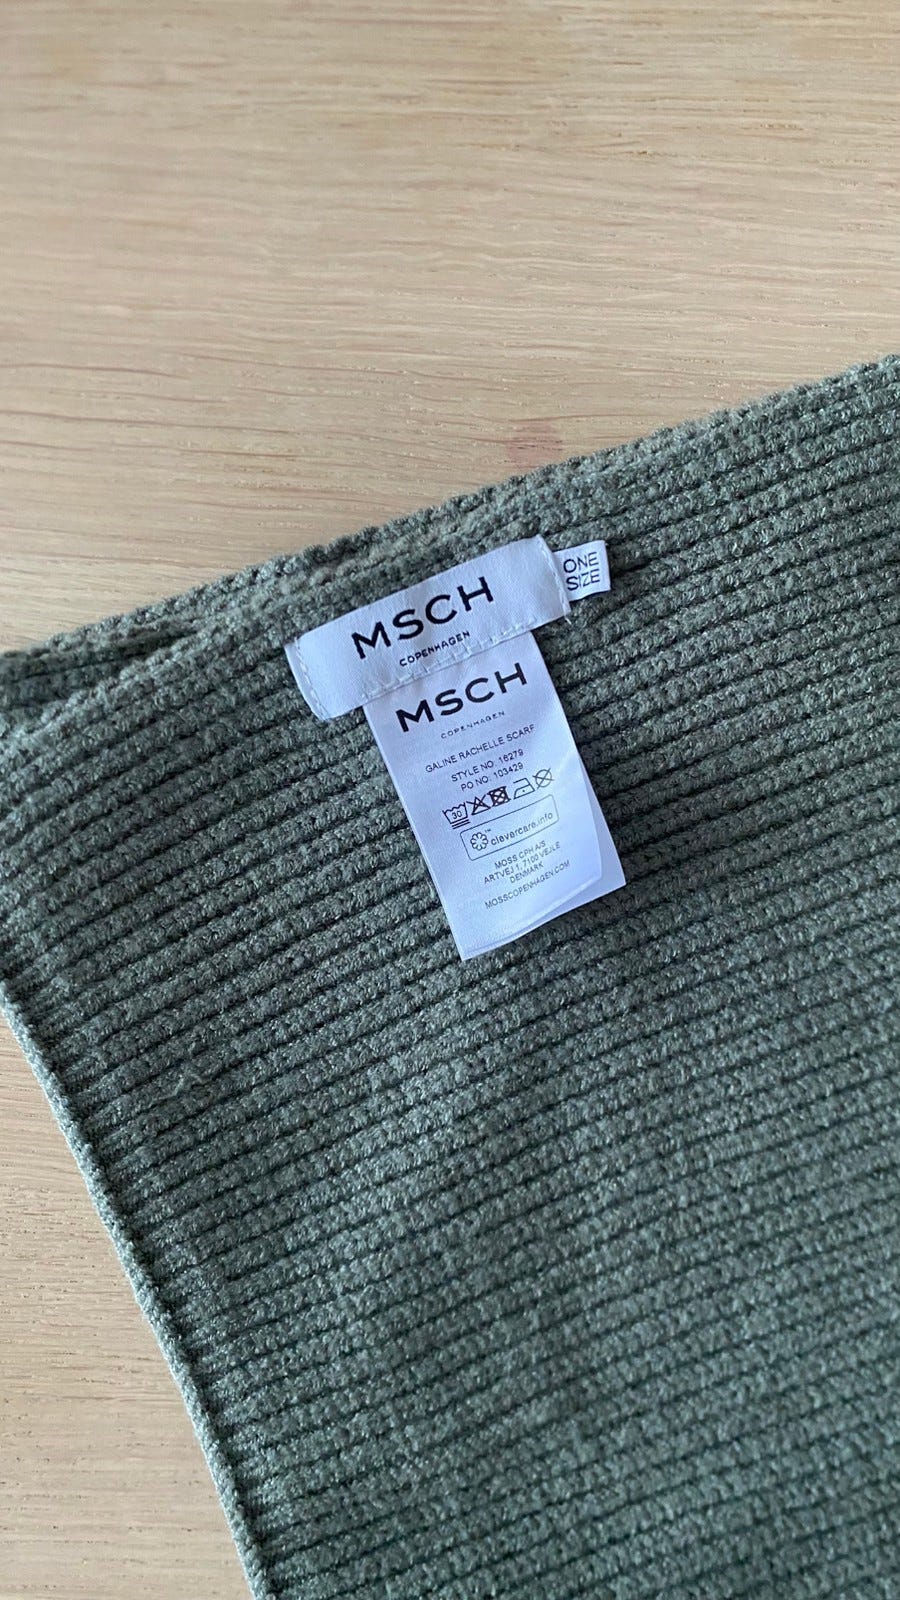 MSCH
COPENHAGEN
ONE
SIZE
MSCH
COPENHAGEN
GALINE RACHELLE SCARF
STYLE NO. 16279
PO NO. 103429
30
clevercare.info
MOSS CPH A/S
ARTVEJ 1, 7100 VEJLE
DENMARK
MOSSCOPENHAGEN.COM